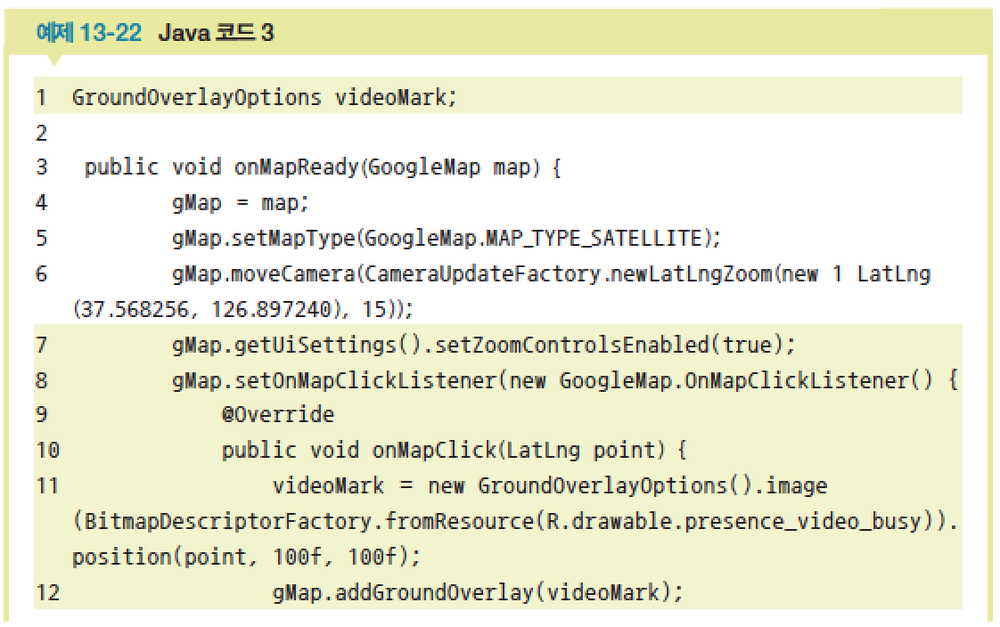 예제 13-22 Java 코드 3
1 GroundOverlayOptions videoMark;
2
3 public void onMapReady(GoogleMap map) {
4 gMap = map;
5 gMap.setMapType(GoogleMap.MAP_TYPE_SATELLITE);
6 gMap.moveCamera(CameraUpdateFactory.newLatLngZoom(new 1 LatLng
(37.568256, 126.897240), 15));
7 gMap.getUiSettings().setZoomControlsEnabled(true);
8 gMap.setOnMapClickListener(new GoogleMap.OnMapClickListener() {
9 @Override
10 public void onMapClick(LatLng point) {
11 videoMark = new GroundOverlayOptions().image
(BitmapDescriptorFactory.fromResource(R.drawable.presence_video_busy)).
position(point, 100f, 100f);
12 gMap.addGroundOverlay(videoMark);